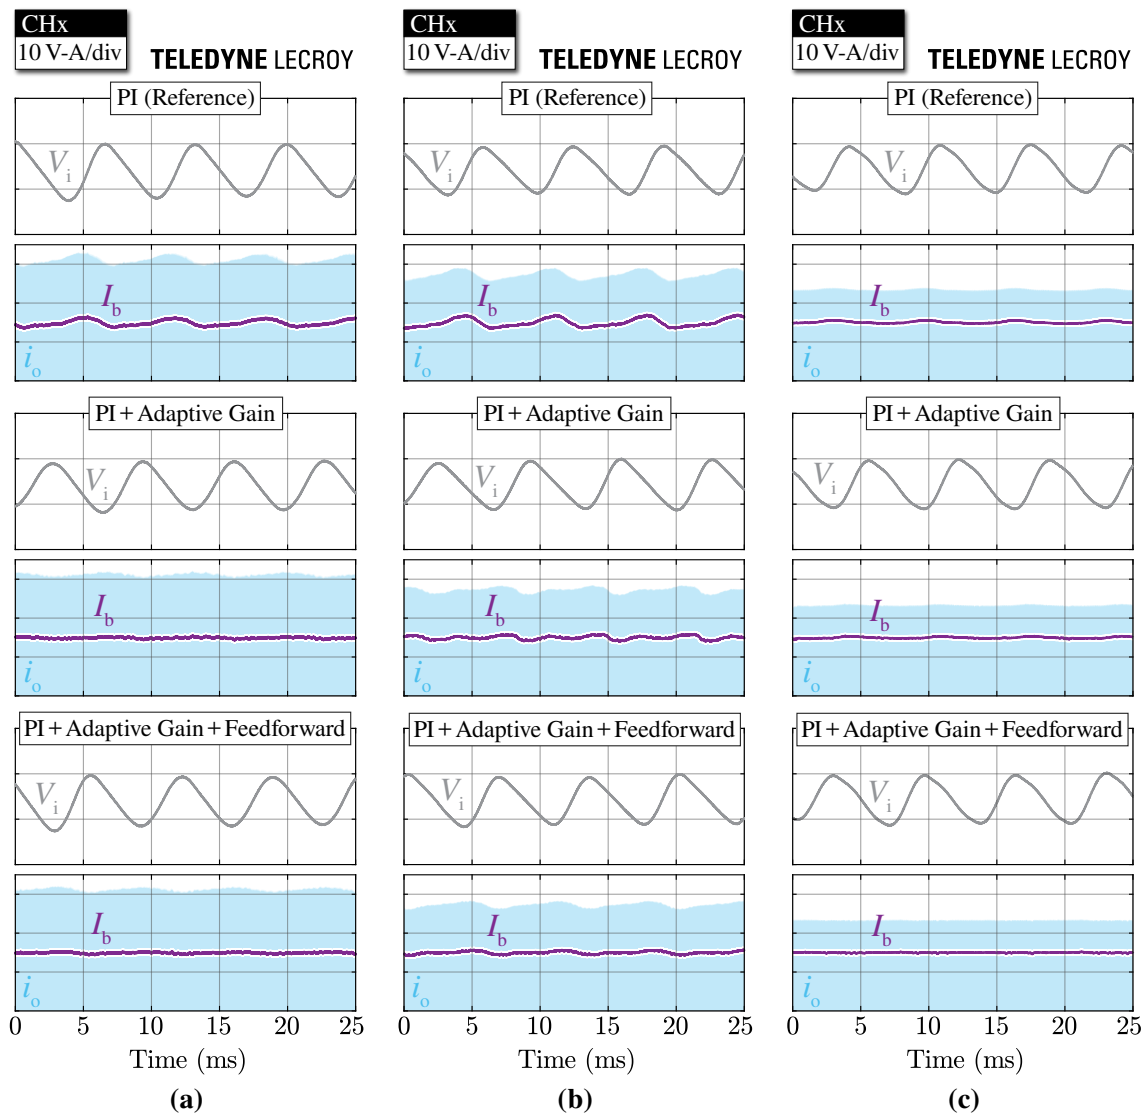 CHx
10 V-A/div
TELEDYNE LECROY
PI (Reference)
Vi
Ib
io
PI + Adaptive Gain
Vi
Ib
io
PI + Adaptive Gain + Feedforward
Vi
Ib
io
0 5 10 15 20 25
Time (ms)
(a)
CHx
10 V-A/div
TELEDYNE LECROY
PI (Reference)
Vi
Ib
io
PI + Adaptive Gain
Vi
Ib
io
PI + Adaptive Gain + Feedforward
Vi
Ib
io
0 5 10 15 20 25
Time (ms)
(b)
CHx
10 V-A/div
TELEDYNE LECROY
PI (Reference)
Vi
Ib
io
PI + Adaptive Gain
Vi
Ib
io
PI + Adaptive Gain + Feedforward
Vi
Ib
io
0 5 10 15 20 25
Time (ms)
(c)